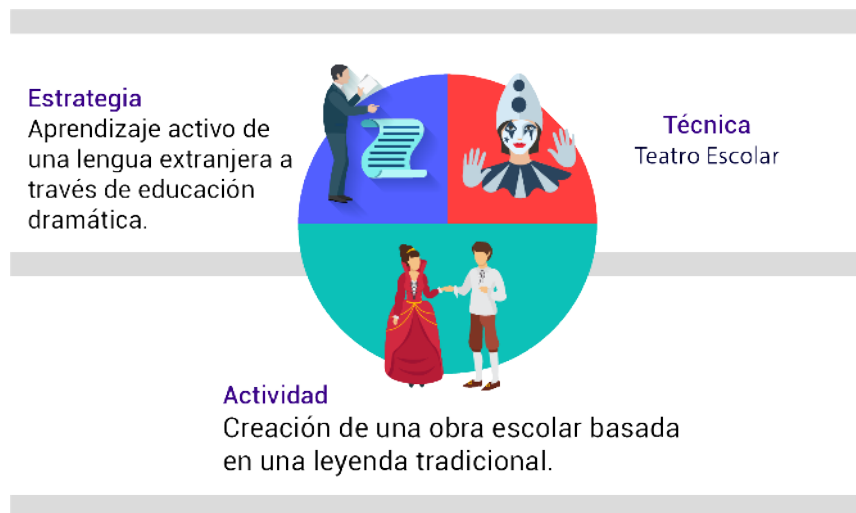 Estrategia
Aprendizaje activo de
una lengua extranjera a
través de educación
dramática.
Técnica
Teatro Escolar
Actividad
Creación de una obra escolar basada
en una leyenda tradicional.